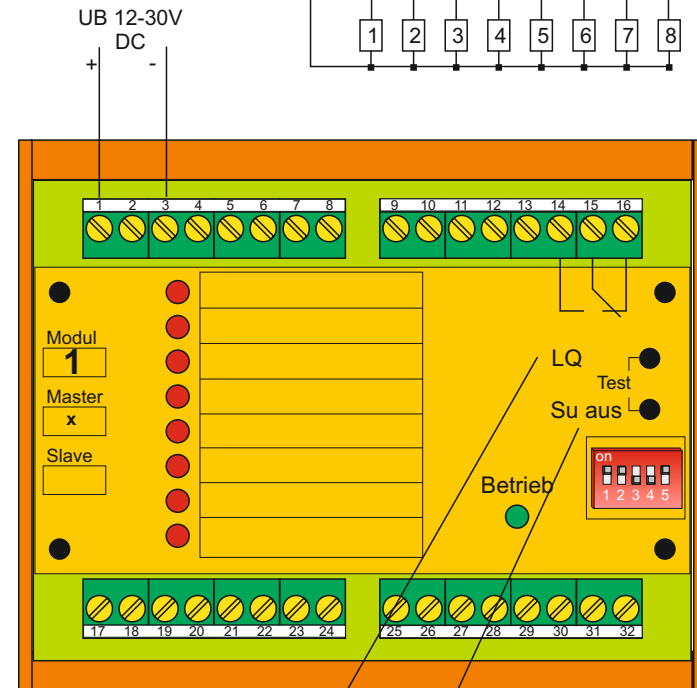 UB 12-30V
DC
+ -
1 2 3 4 5 6 7 8
1 2 3 4 5 6 7 8
9 10 11 12 13 14 15 16
Modul
1
Master
x
Slave
LQ
Test
Su aus
Betrieb
on
1 2 3 4 5
17 18 19 20 21 22 23 24
25 26 27 28 29 30 31 32